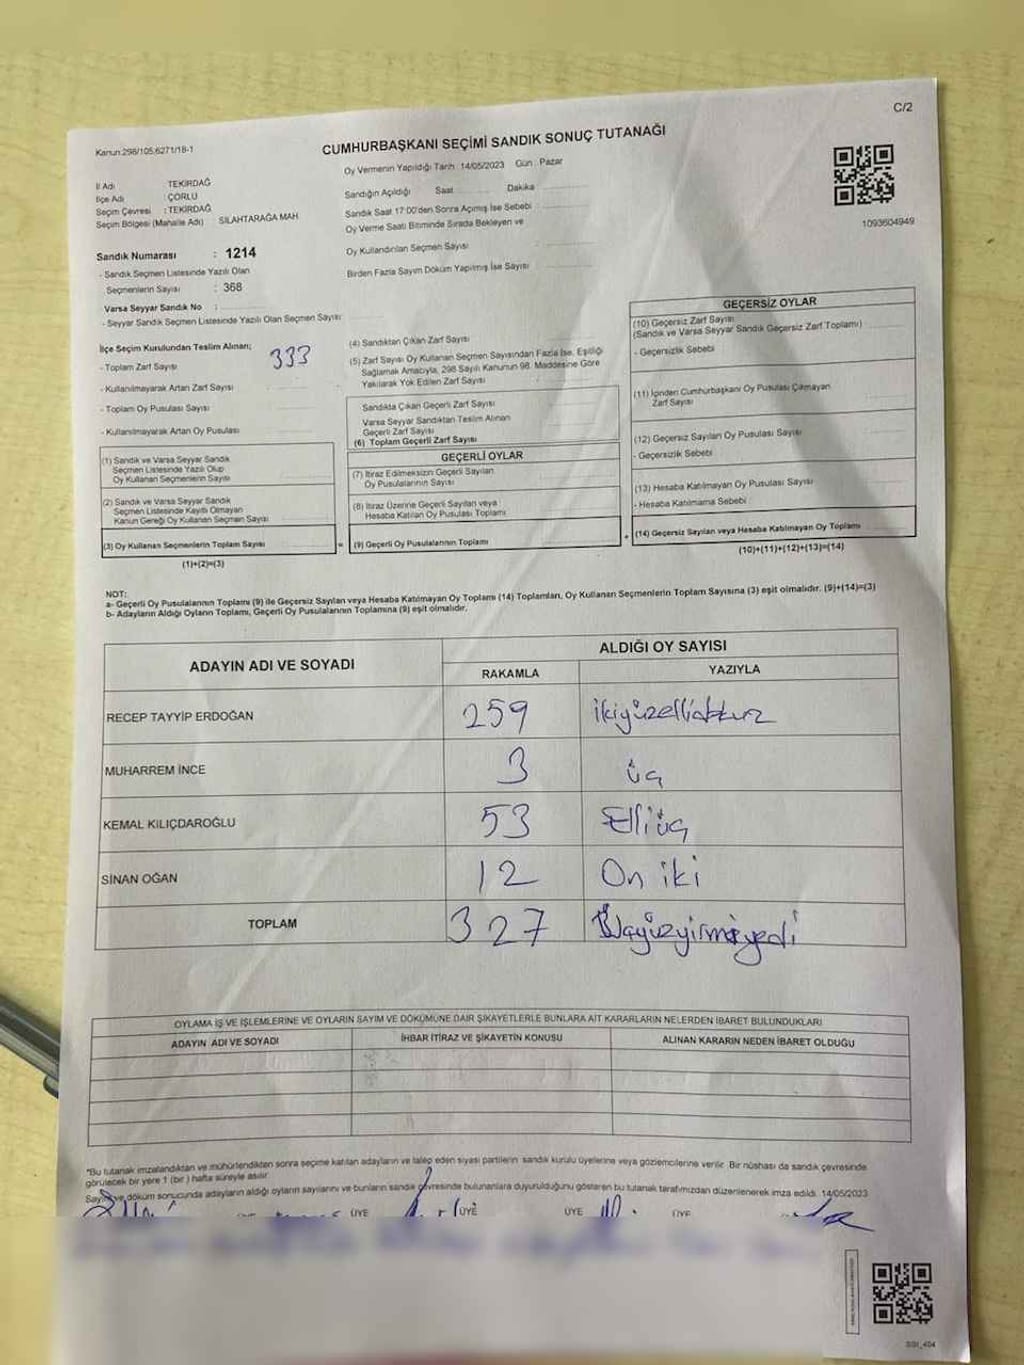 C/2
Kanun:298/105,6271/18-1
CUMHURBAŞKANI SEÇİMİ SANDIK SONUÇ TUTANAĞI
Oy Vermenin Yapıldığı Tarih : 14/05/2023 Gün : Pazar
İl Adı : TEKİRDAĞ
İlçe Adı : ÇORLU
Seçim Çevresi : TEKİRDAĞ
Seçim Bölgesi (Mahalle Adı) : SİLAHTARAĞA MAH.
Sandığın Açıldığı Saat Dakika
Sandık Saat 17:00'den Sonra Açılmış İse Sebebi :
Oy Verme Saati Bitiminde Sırada Bekleyen ve
Oy Kullandırılan Seçmen Sayısı :
Birden Fazla Sayım Döküm Yapılmış İse Sayısı :
1093604949
Sandık Numarası : 1214
- Sandık Seçmen Listesinde Yazılı Olan
Seçmenlerin Sayısı : 368
Varsa Seyyar Sandık No :
- Seyyar Sandık Seçmen Listesinde Yazılı Olan Seçmen Sayısı:
İlçe Seçim Kurulundan Teslim Alınan;
- Toplam Zarf Sayısı : 333
- Kullanılmayarak Artan Zarf Sayısı
- Toplam Oy Pusulası Sayısı
- Kullanılmayarak Artan Oy Pusulası
(1) Sandık ve Varsa Seyyar Sandık
Seçmen Listesinde Yazılı Olup
Oy Kullanan Seçmenlerin Sayısı
(2) Sandık ve Varsa Seyyar Sandık
Seçmen Listesinde Kayıtlı Olmayan
Kanun Gereği Oy Kullanan Seçmen Sayısı
(3) Oy Kullanan Seçmenlerin Toplam Sayısı
(1)+(2)=(3)
(4) Sandıktan Çıkan Zarf Sayısı
(5) Zarf Sayısı Oy Kullanan Seçmen Sayısından Fazla İse, Eşitliği
Sağlamak Amacıyla, 298 Sayılı Kanunun 98. Maddesine Göre
Yakılarak Yok Edilen Zarf Sayısı :
Sandıkta Çıkan Geçerli Zarf Sayısı
Varsa Seyyar Sandıktan Teslim Alınan
Geçerli Zarf Sayısı
(6) Toplam Geçerli Zarf Sayısı
=
GEÇERLİ OYLAR
(7) İtiraz Edilmeksizin Geçerli Sayılan
Oy Pusulalarının Sayısı
(8) İtiraz Üzerine Geçerli Sayılan veya
Hesaba Katılan Oy Pusulası Toplamı
(9) Geçerli Oy Pusulalarının Toplamı
+
GEÇERSİZ OYLAR
(10) Geçersiz Zarf Sayısı
(Sandık ve Varsa Seyyar Sandık Geçersiz Zarf Toplamı)
- Geçersizlik Sebebi
(11) İçinden Cumhurbaşkanı Oy Pusulası Çıkmayan
Zarf Sayısı
(12) Geçersiz Sayılan Oy Pusulası Sayısı
- Geçersizlik Sebebi
(13) Hesaba Katılmayan Oy Pusulası Sayısı
- Hesaba Katılmama Sebebi :
(14) Geçersiz Sayılan veya Hesaba Katılmayan Oy Toplamı
(10)+(11)+(12)+(13)=(14)
NOT:
a- Geçerli Oy Pusulalarının Toplamı (9) ile Geçersiz Sayılan veya Hesaba Katılmayan Oy Toplamı (14) Toplamları, Oy Kullanan Seçmenlerin Toplam Sayısına (3) eşit olmalıdır. (9)+(14)=(3)
b- Adayların Aldığı Oyların Toplamı, Geçerli Oy Pusulalarının Toplamına (9) eşit olmalıdır.
ADAYIN ADI VE SOYADI ALDIĞI OY SAYISI
RAKAMLA YAZIYLA
RECEP TAYYİP ERDOĞAN 259 ikiyüzellidokuz
MUHARREM İNCE 3 üç
KEMAL KILIÇDAROĞLU 53 Elliüç
SİNAN OĞAN 12 On iki
TOPLAM 327 Üçyüzyirmiyedi
OYLAMA İŞ VE İŞLEMLERİNE VE OYLARIN SAYIM VE DÖKÜMÜNE DAİR ŞİKAYETLERLE BUNLARA AİT KARARLARIN NELERDEN İBARET BULUNDUKLARI
ADAYIN ADI VE SOYADI İHBAR İTİRAZ VE ŞİKAYETİN KONUSU ALINAN KARARIN NEDEN İBARET OLDUĞU
*Bu tutanak imzalandıktan ve mühürlendikten sonra seçime katılan adayların ve talep eden siyasi partilerin sandık kurulu üyelerine veya gözlemcilerine verilir. Bir nüshası da sandık çevresinde
görülecek bir yere 1 (bir) hafta süreyle asılır.
Sayım ve döküm sonucunda adayların aldığı oyların sayılarını ve bunların sandık çevresinde bulunanlara duyurulduğunu gösteren bu tutanak tarafımızdan düzenlenerek imza edildi. 14/05/2023
ÜYE ÜYE ÜYE ÜYE